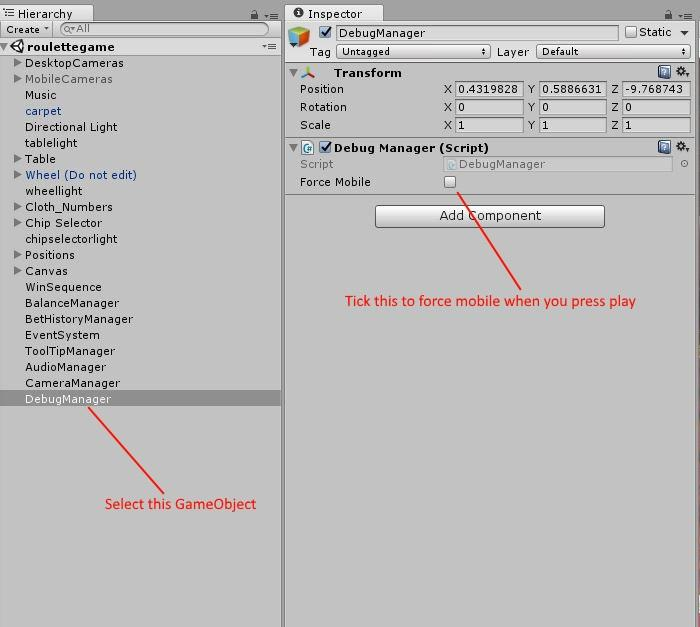 Hierarchy
Create
All
roulettegame
DesktopCameras
MobileCameras
Music
carpet
Directional Light
tablelight
Table
Wheel (Do not edit)
wheellight
Cloth_Numbers
Chip Selector
chipselectorlight
Positions
Canvas
WinSequence
BalanceManager
BetHistoryManager
EventSystem
ToolTipManager
AudioManager
CameraManager
DebugManager
Select this GameObject
Inspector
DebugManager Static
Tag Untagged Layer Default
Transform
Position X 0.4319828 Y 0.5886631 Z -9.768743
Rotation X 0 Y 0 Z 0
Scale X 1 Y 1 Z 1
Debug Manager (Script)
Script DebugManager
Force Mobile
Add Component
Tick this to force mobile when you press play